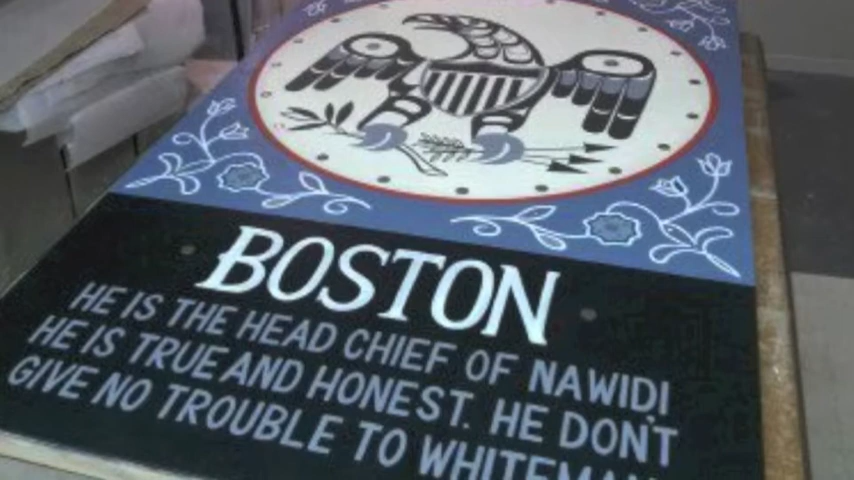 BOSTON
HE IS THE HEAD CHIEF OF NAWIDI
HE IS TRUE AND HONEST. HE DON'T
GIVE NO TROUBLE TO WHITEMAN